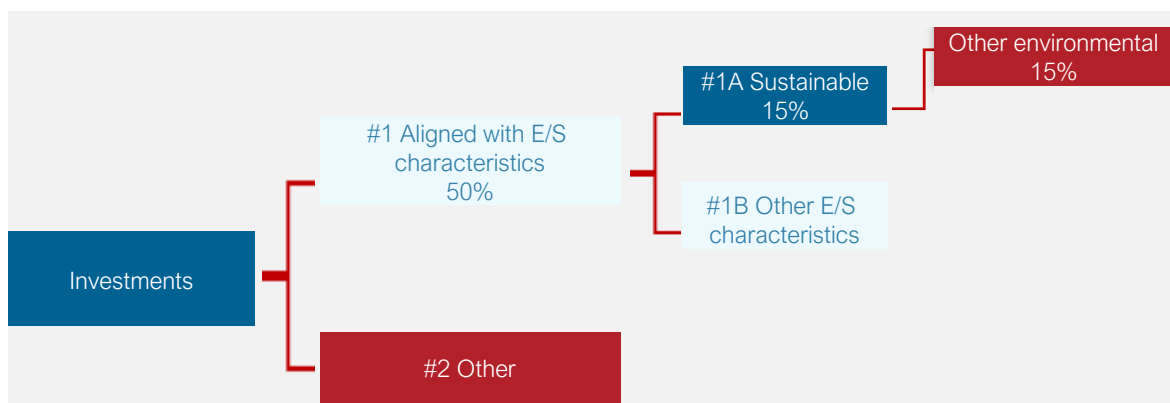 Investments
#1 Aligned with E/S
characteristics
50%
#2 Other
#1A Sustainable
15%
#1B Other E/S
characteristics
Other environmental
15%